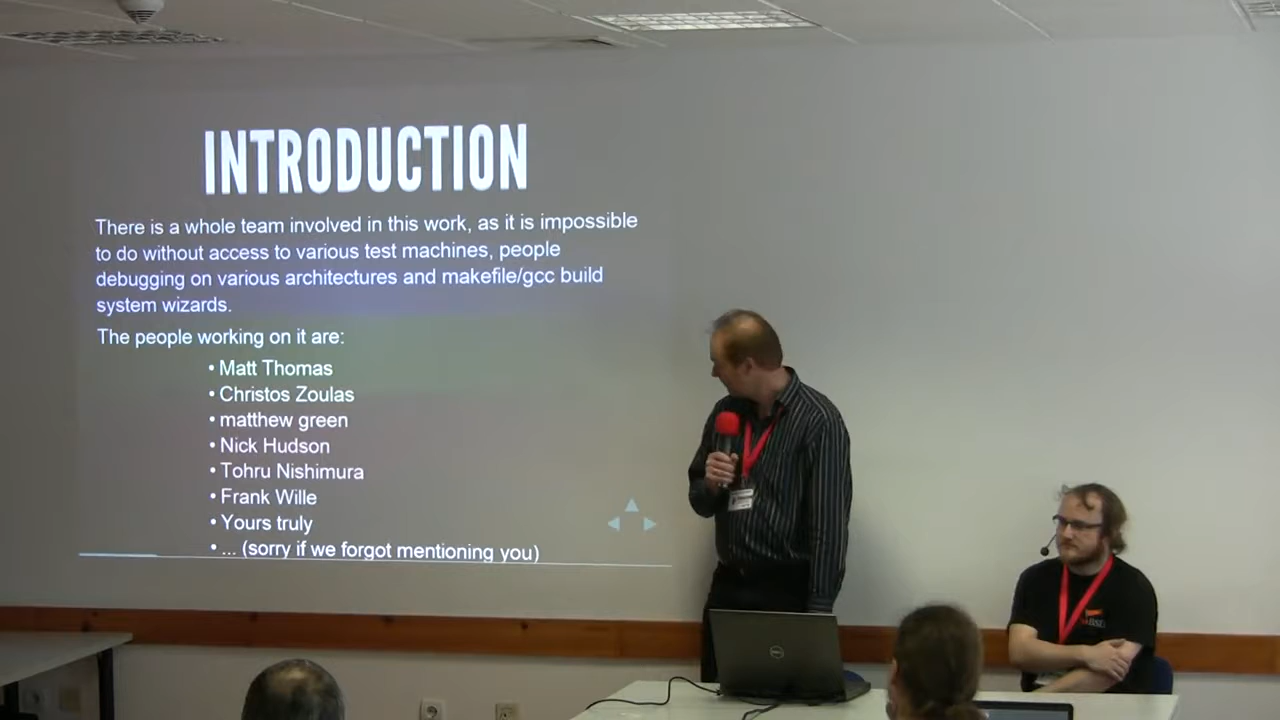 INTRODUCTION
There is a whole team involved in this work, as it is impossible
to do without access to various test machines, people
debugging on various architectures and makefile/gcc build
system wizards.
The people working on it are:
• Matt Thomas
• Christos Zoulas
• matthew green
• Nick Hudson
• Tohru Nishimura
• Frank Wille
• Yours truly
• ... (sorry if we forgot mentioning you)
DELL